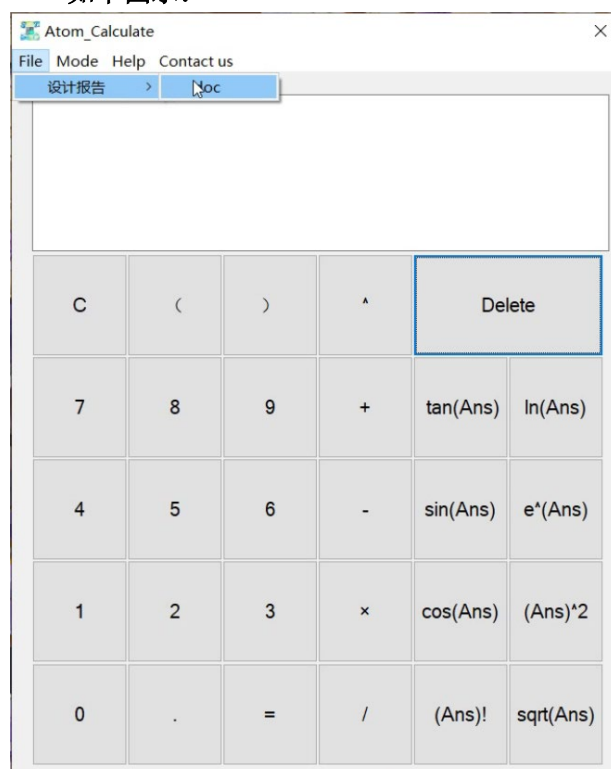 Atom_Calculate ×
File Mode Help Contact us
设计报告 >
C ( ) ^ Delete
7 8 9 + tan(Ans) ln(Ans)
4 5 6 - sin(Ans) e^(Ans)
1 2 3 × cos(Ans) (Ans)^2
0 . = / (Ans)! sqrt(Ans)